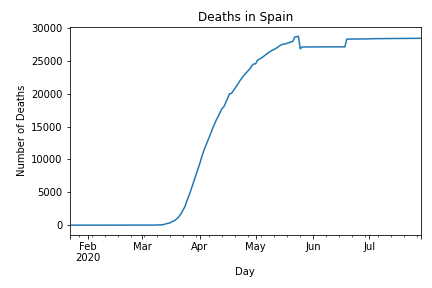 Deaths in Spain
Number of Deaths
30000
25000
20000
15000
10000
5000
0
Feb
2020
Mar
Apr
May
Jun
Jul
Day